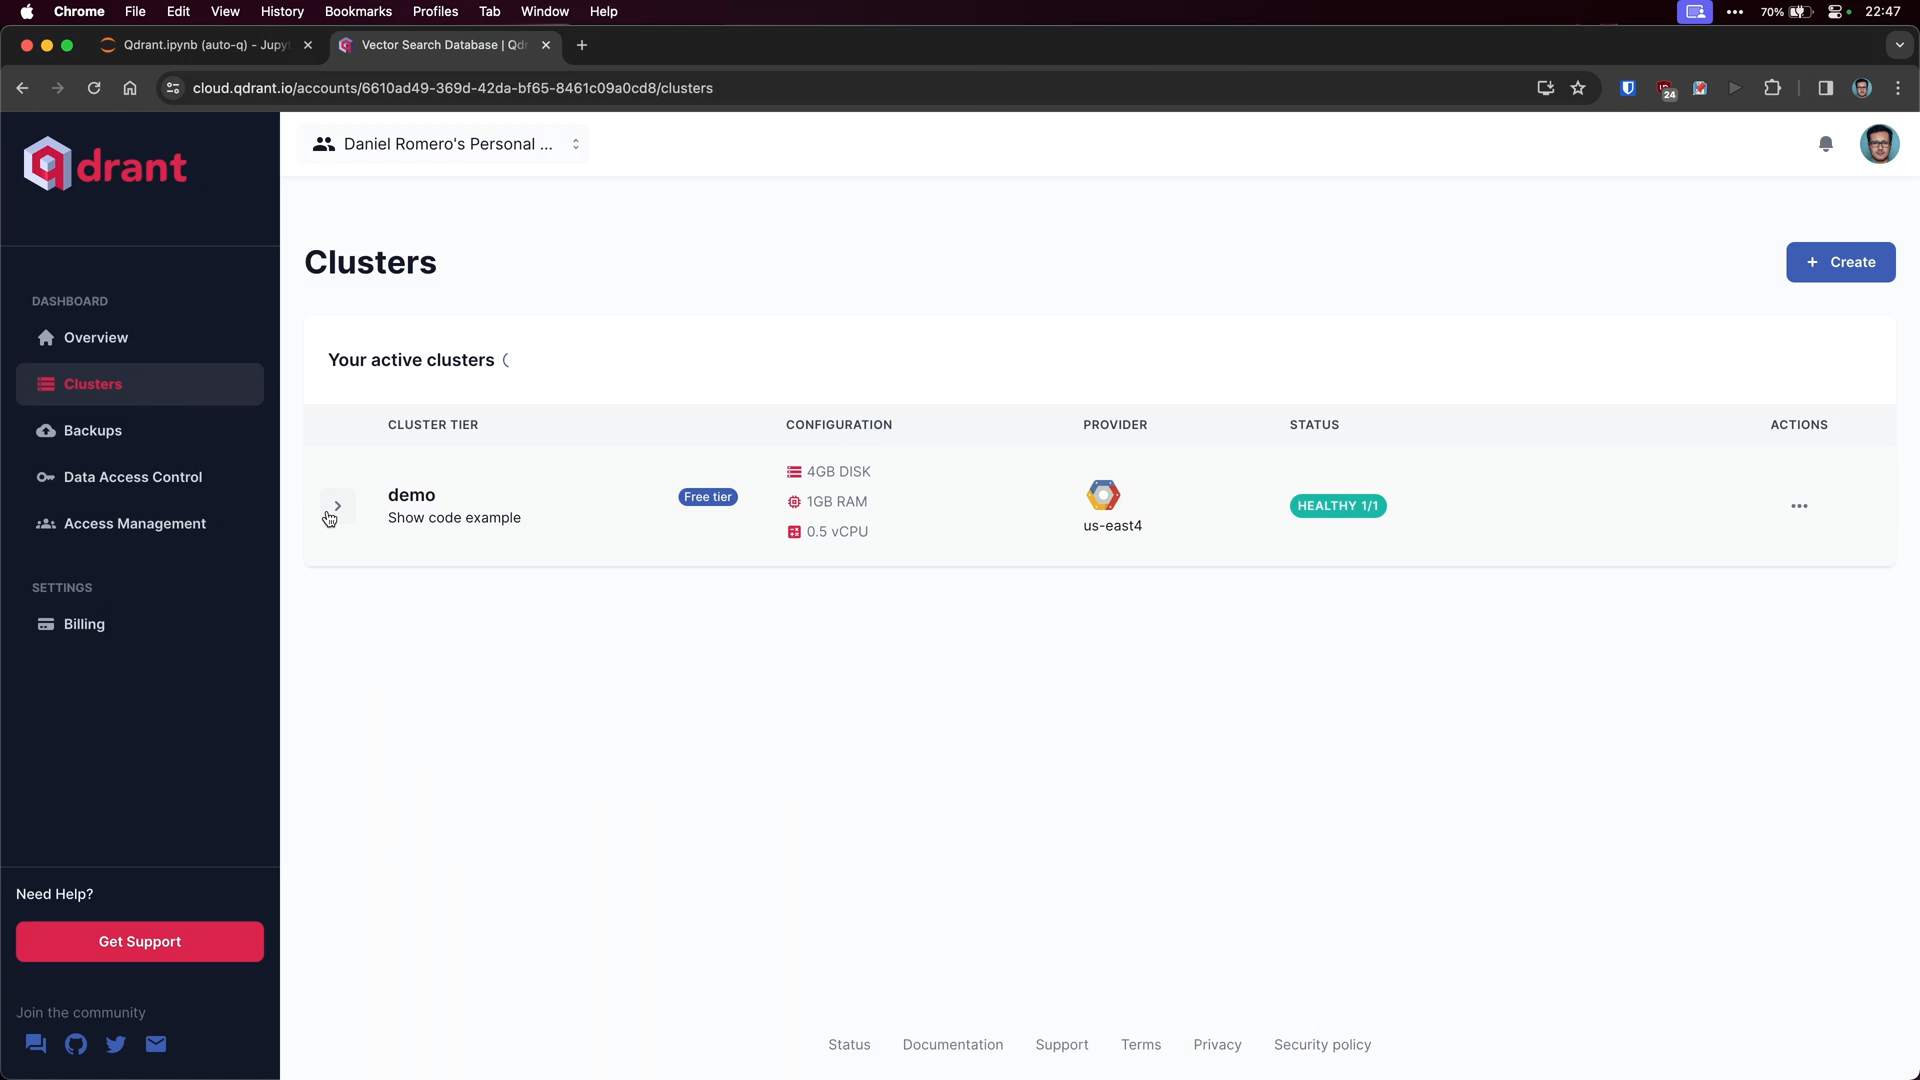 Chrome File Edit View History Bookmarks Profiles Tab Window Help 70% 22:47
Qdrant.ipynb (auto-q) - Jupy Vector Search Database | Qdr
cloud.qdrant.io/accounts/6610ad49-369d-42da-bf65-8461c09a0cd8/clusters 24
qdrant
Daniel Romero's Personal ...
Clusters
+ Create
DASHBOARD
Overview
Clusters
Backups
Data Access Control
Access Management
SETTINGS
Billing
Your active clusters
CLUSTER TIER CONFIGURATION PROVIDER STATUS ACTIONS
demo
Show code example
Free tier
4GB DISK
1GB RAM
0.5 vCPU
us-east4
HEALTHY 1/1
Need Help?
Get Support
Join the community
Status Documentation Support Terms Privacy Security policy